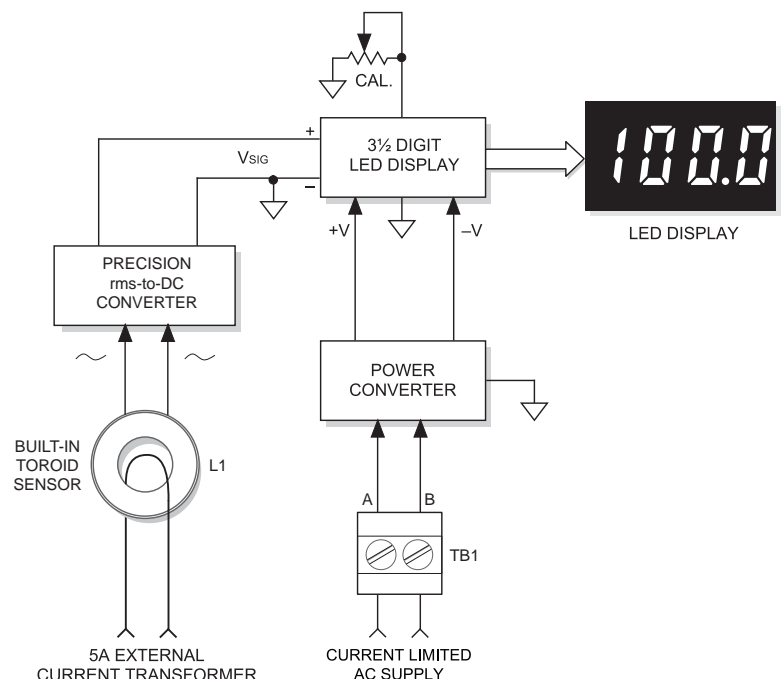 CAL.
+
3½ DIGIT
LED DISPLAY
VSIG
–
100.0
LED DISPLAY
+V
–V
PRECISION
rms-to-DC
CONVERTER
POWER
CONVERTER
BUILT-IN
TOROID
SENSOR
L1
A
B
TB1
5A EXTERNAL
CURRENT TRANSFORMER
CURRENT LIMITED
AC SUPPLY